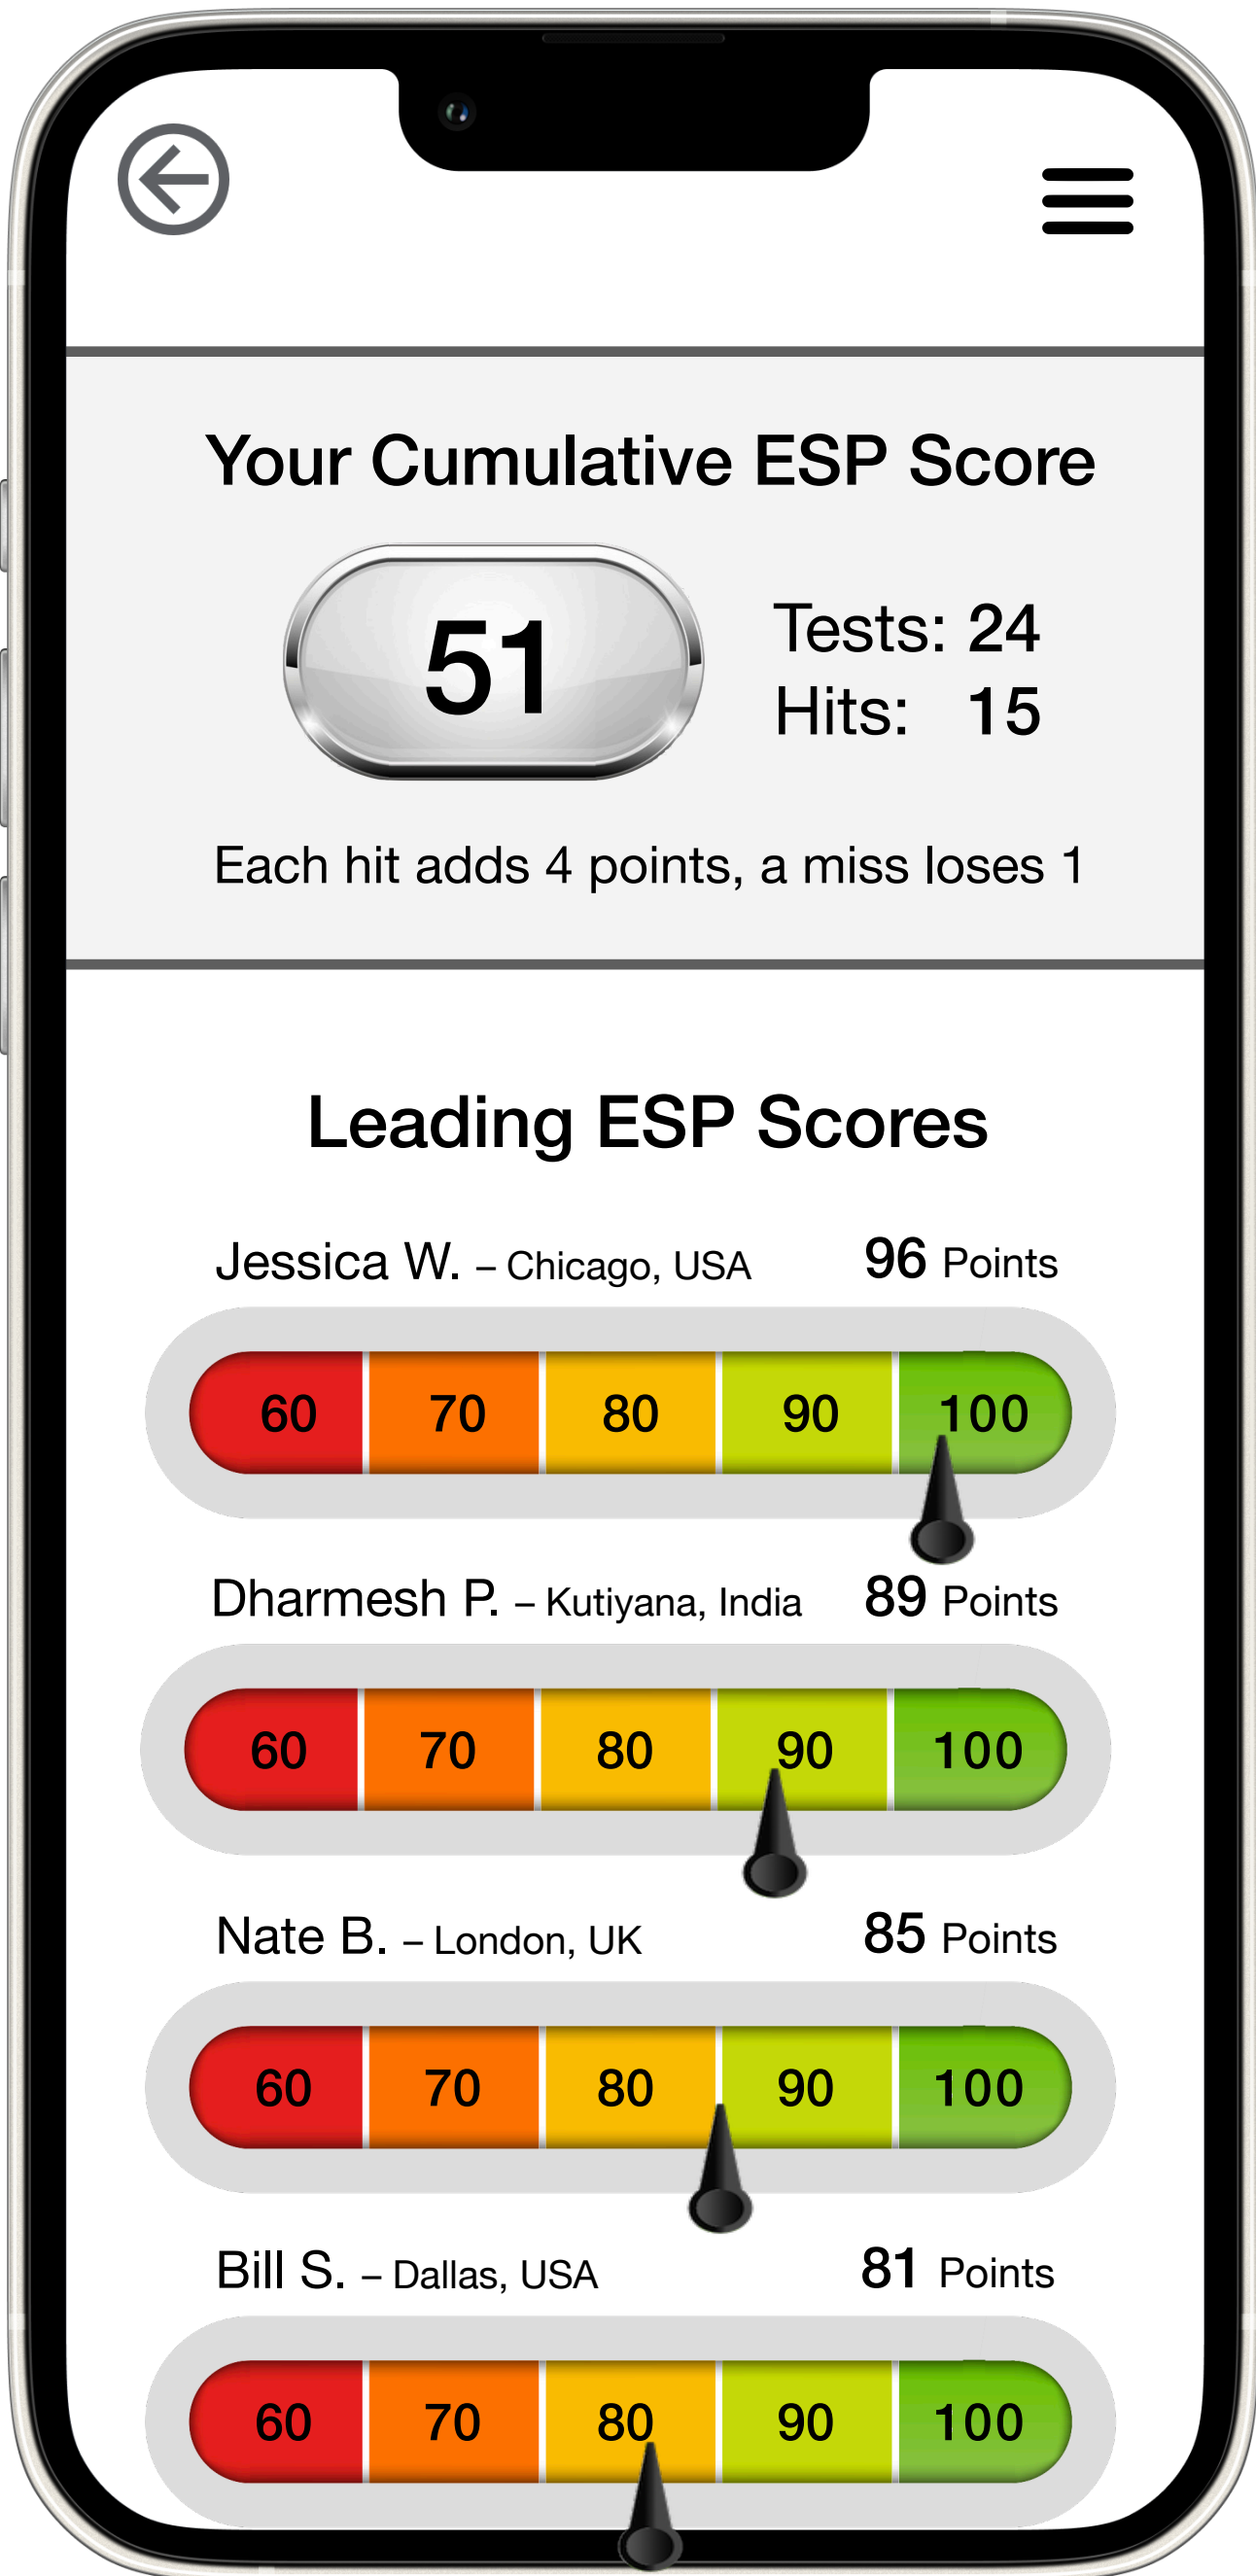 Your Cumulative ESP Score
51
Tests: 24
Hits: 15
Each hit adds 4 points, a miss loses 1
Leading ESP Scores
Jessica W. – Chicago, USA 96 Points
60 70 80 90 100
Dharmesh P. – Kutiyana, India 89 Points
60 70 80 90 100
Nate B. – London, UK 85 Points
60 70 80 90 100
Bill S. – Dallas, USA 81 Points
60 70 80 90 100